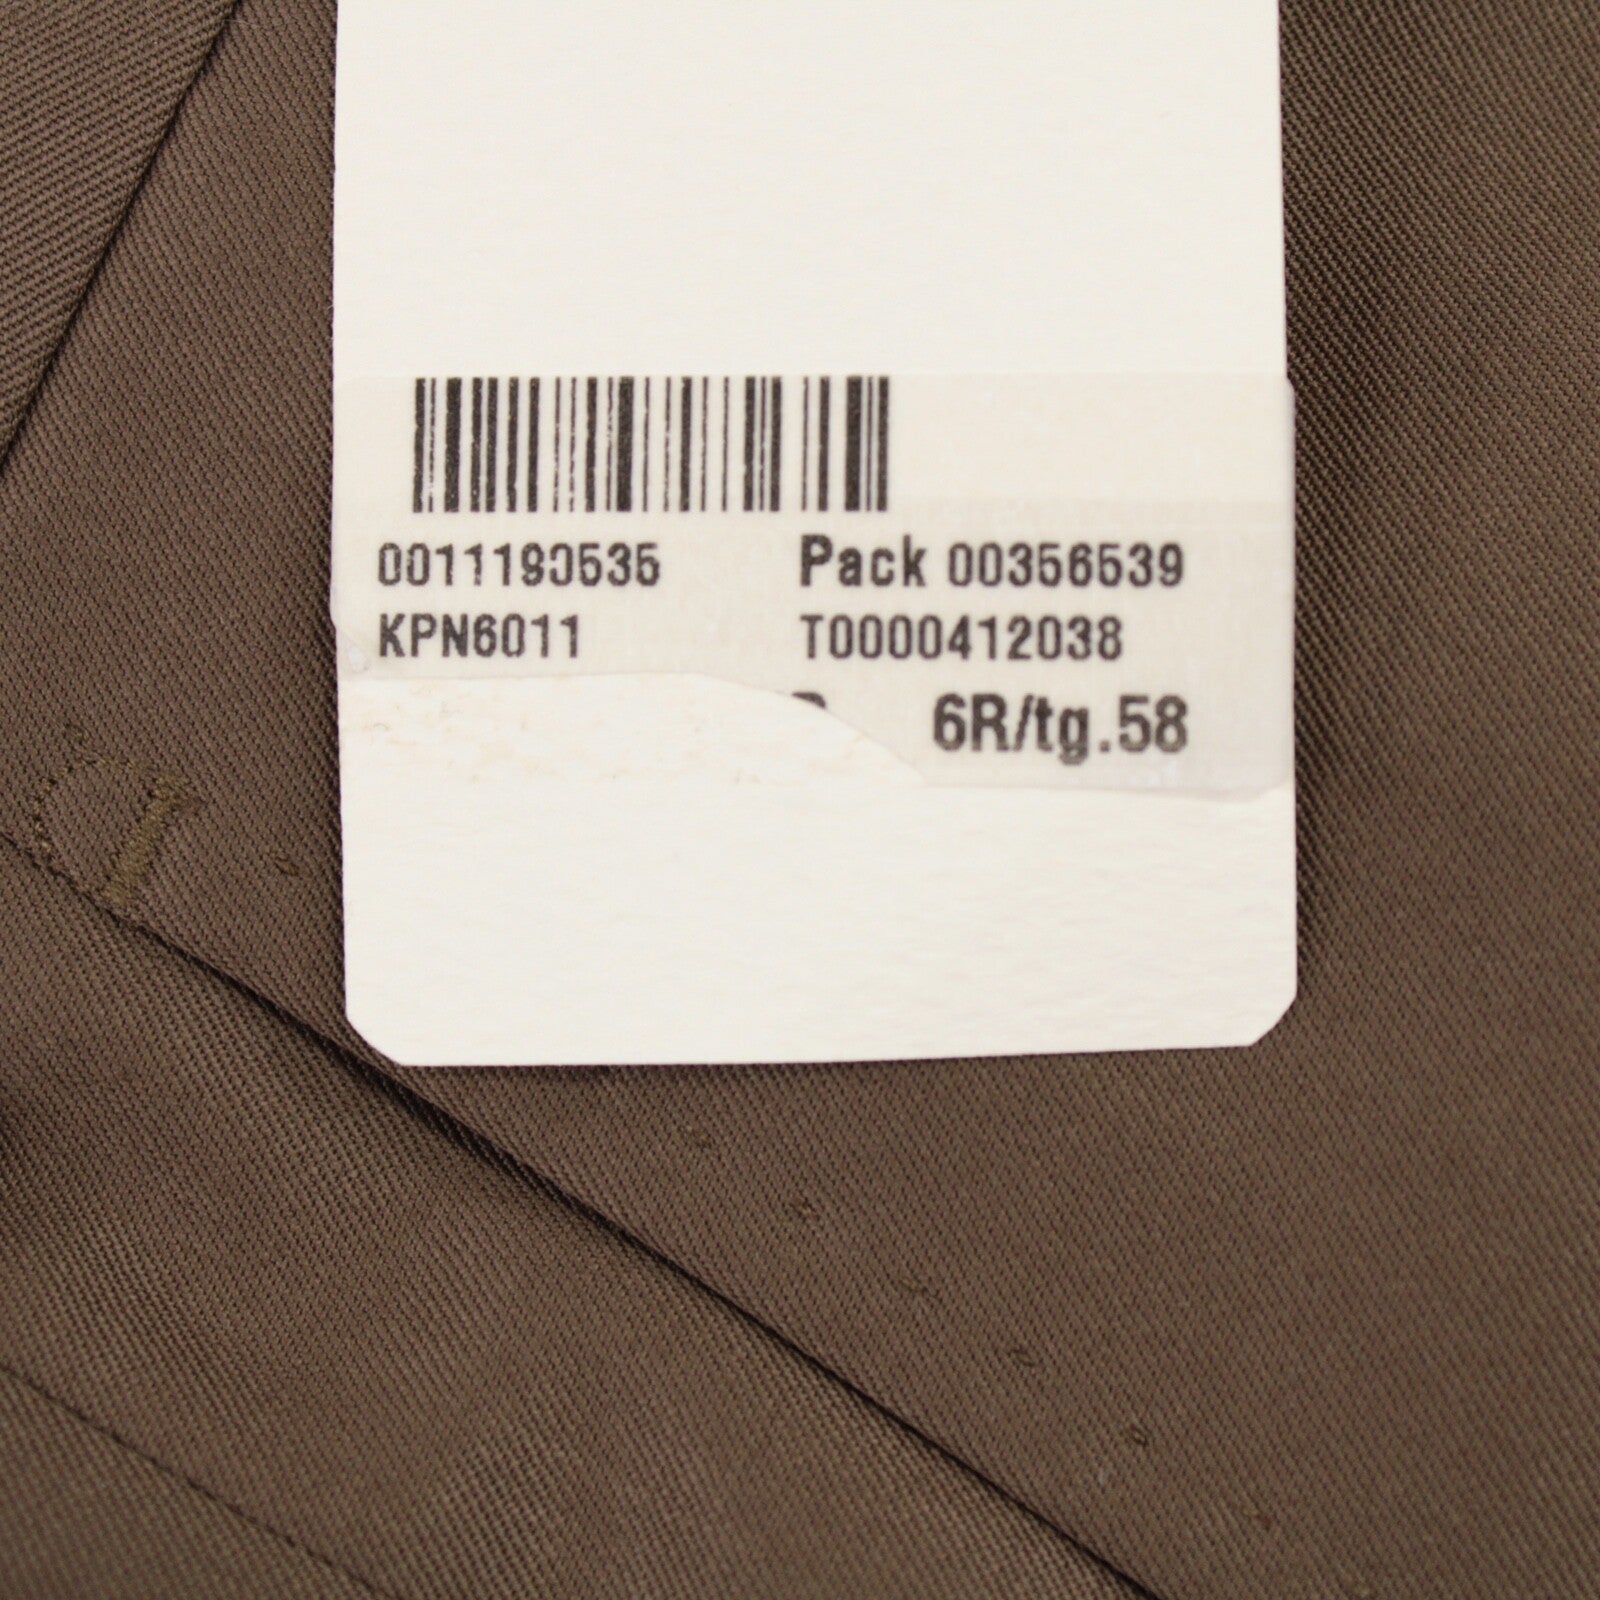 0011190535 Pack 00356539
KPN6011 T0000412038
6R/tg.58